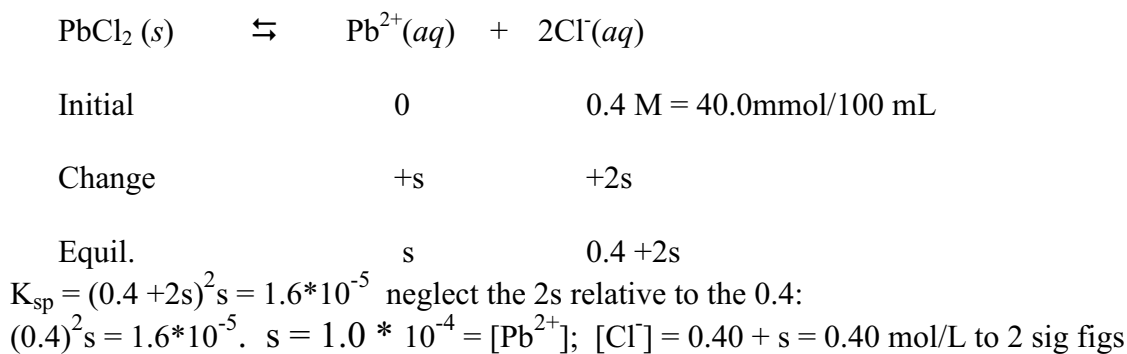 PbCl₂ (s) ⇆ Pb²⁺(aq) + 2Cl⁻(aq)
Initial 0 0.4 M = 40.0mmol/100 mL
Change +s +2s
Equil. s 0.4 +2s
Kₛₚ = (0.4 +2s)²s = 1.6*10⁻⁵ neglect the 2s relative to the 0.4:
(0.4)²s = 1.6*10⁻⁵. s = 1.0 * 10⁻⁴ = [Pb²⁺]; [Cl⁻] = 0.40 + s = 0.40 mol/L to 2 sig figs